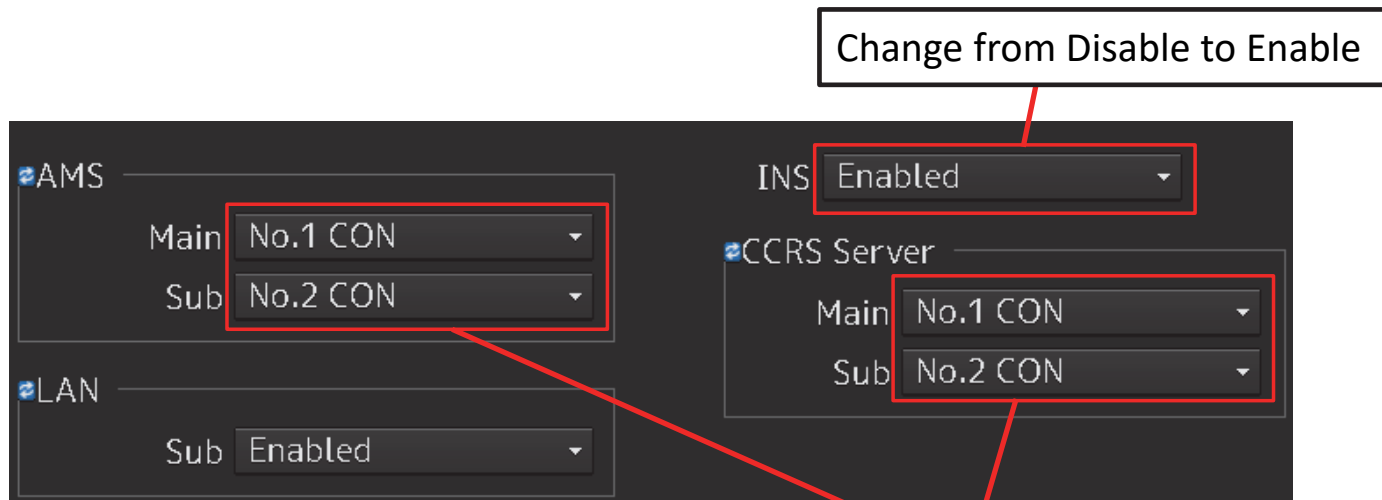 Change from Disable to Enable
AMS
Main No.1 CON
Sub No.2 CON
LAN
Sub Enabled
INS Enabled
CCRS Server
Main No.1 CON
Sub No.2 CON